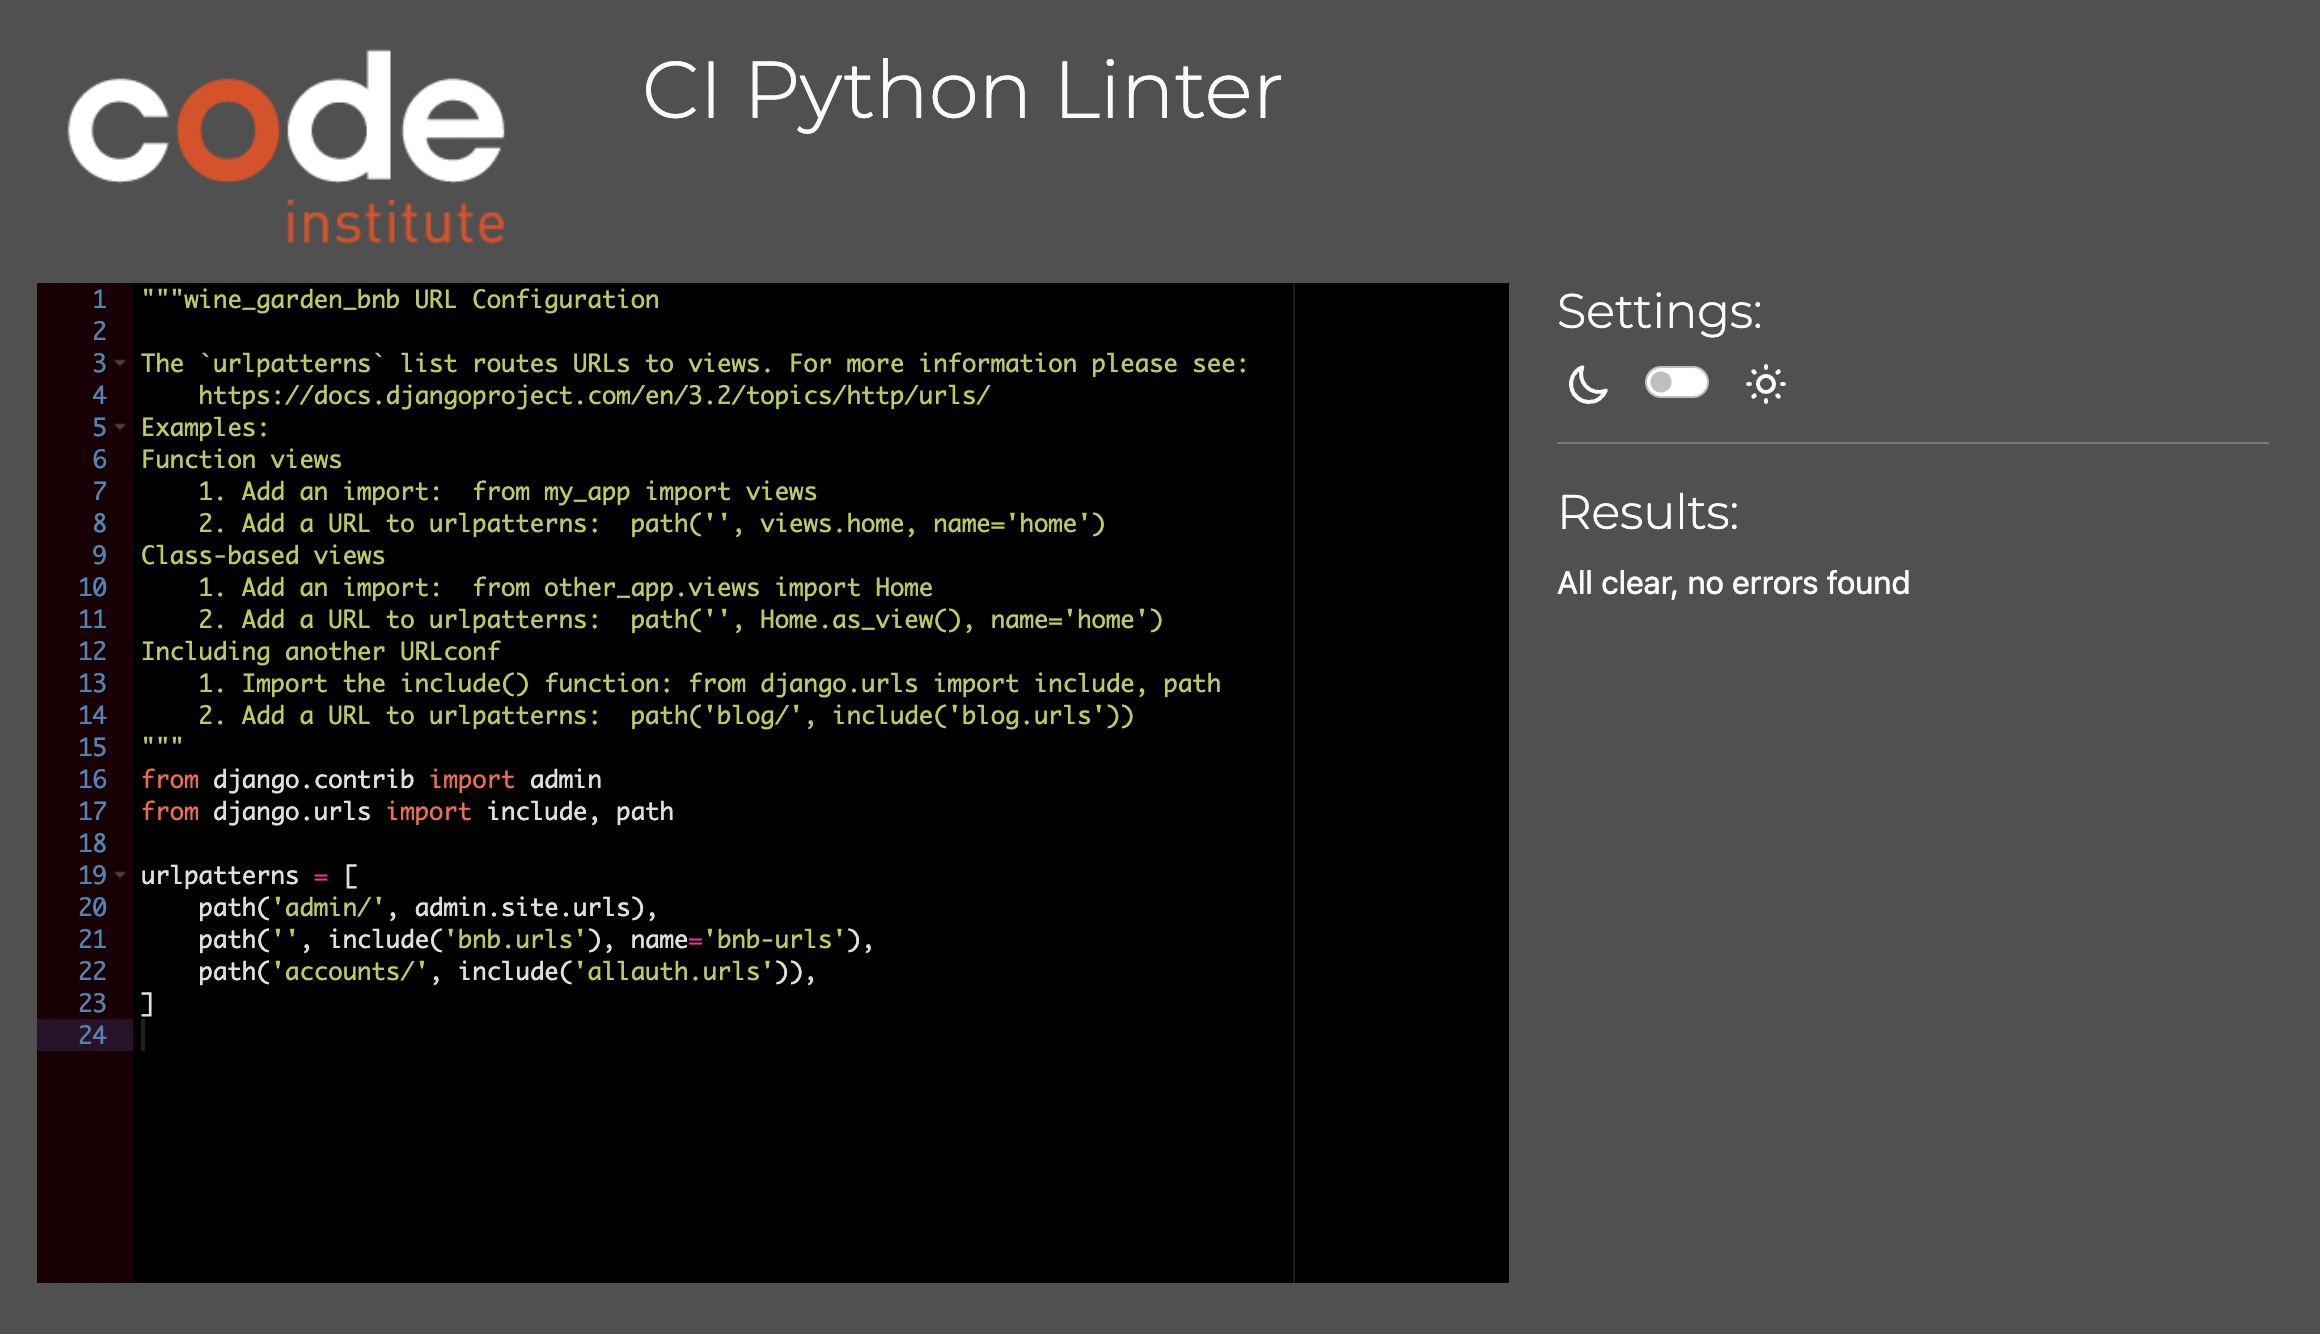 code
institute
CI Python Linter
1 """wine_garden_bnb URL Configuration
2
3 The `urlpatterns` list routes URLs to views. For more information please see:
4     https://docs.djangoproject.com/en/3.2/topics/http/urls/
5 Examples:
6 Function views
7     1. Add an import:  from my_app import views
8     2. Add a URL to urlpatterns:  path('', views.home, name='home')
9 Class-based views
10     1. Add an import:  from other_app.views import Home
11     2. Add a URL to urlpatterns:  path('', Home.as_view(), name='home')
12 Including another URLconf
13     1. Import the include() function: from django.urls import include, path
14     2. Add a URL to urlpatterns:  path('blog/', include('blog.urls'))
15 """
16 from django.contrib import admin
17 from django.urls import include, path
18
19 urlpatterns = [
20     path('admin/', admin.site.urls),
21     path('', include('bnb.urls'), name='bnb-urls'),
22     path('accounts/', include('allauth.urls')),
23 ]
24
Settings:
Results:
All clear, no errors found